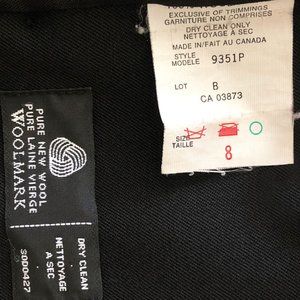 EXCLUSIVE OF TRIMMINGS
GARNITURE NON COMPRISES
DRY CLEAN ONLY
NETTOYAGE A SEC
MADE IN/FAIT AU CANADA
STYLE
MODELE 9351P
LOT B
CA 03873
SIZE
TAILLE 8
PURE NEW WOOL
PURE LAINE VIERGE
WOOLMARK
DRY CLEAN
NETTOYAGE
A SEC
SOD0427